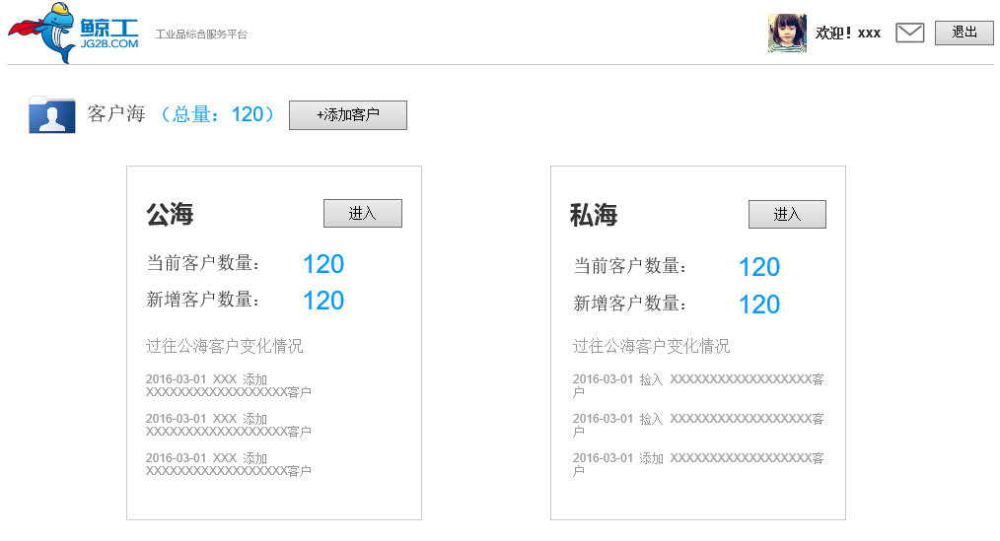 鲸工
JG2B.COM
工业品综合服务平台
欢迎！xxx
退出
客户海（总量：120）
+添加客户
公海
进入
当前客户数量： 120
新增客户数量： 120
过往公海客户变化情况
2016-03-01 XXX 添加
XXXXXXXXXXXXXXXXXX客户
2016-03-01 XXX 添加
XXXXXXXXXXXXXXXXXX客户
2016-03-01 XXX 添加
XXXXXXXXXXXXXXXXXX客户
私海
进入
当前客户数量： 120
新增客户数量： 120
过往公海客户变化情况
2016-03-01 捡入 XXXXXXXXXXXXXXXXXX客
户
2016-03-01 捡入 XXXXXXXXXXXXXXXXXX客
户
2016-03-01 添加 XXXXXXXXXXXXXXXXXX客
户